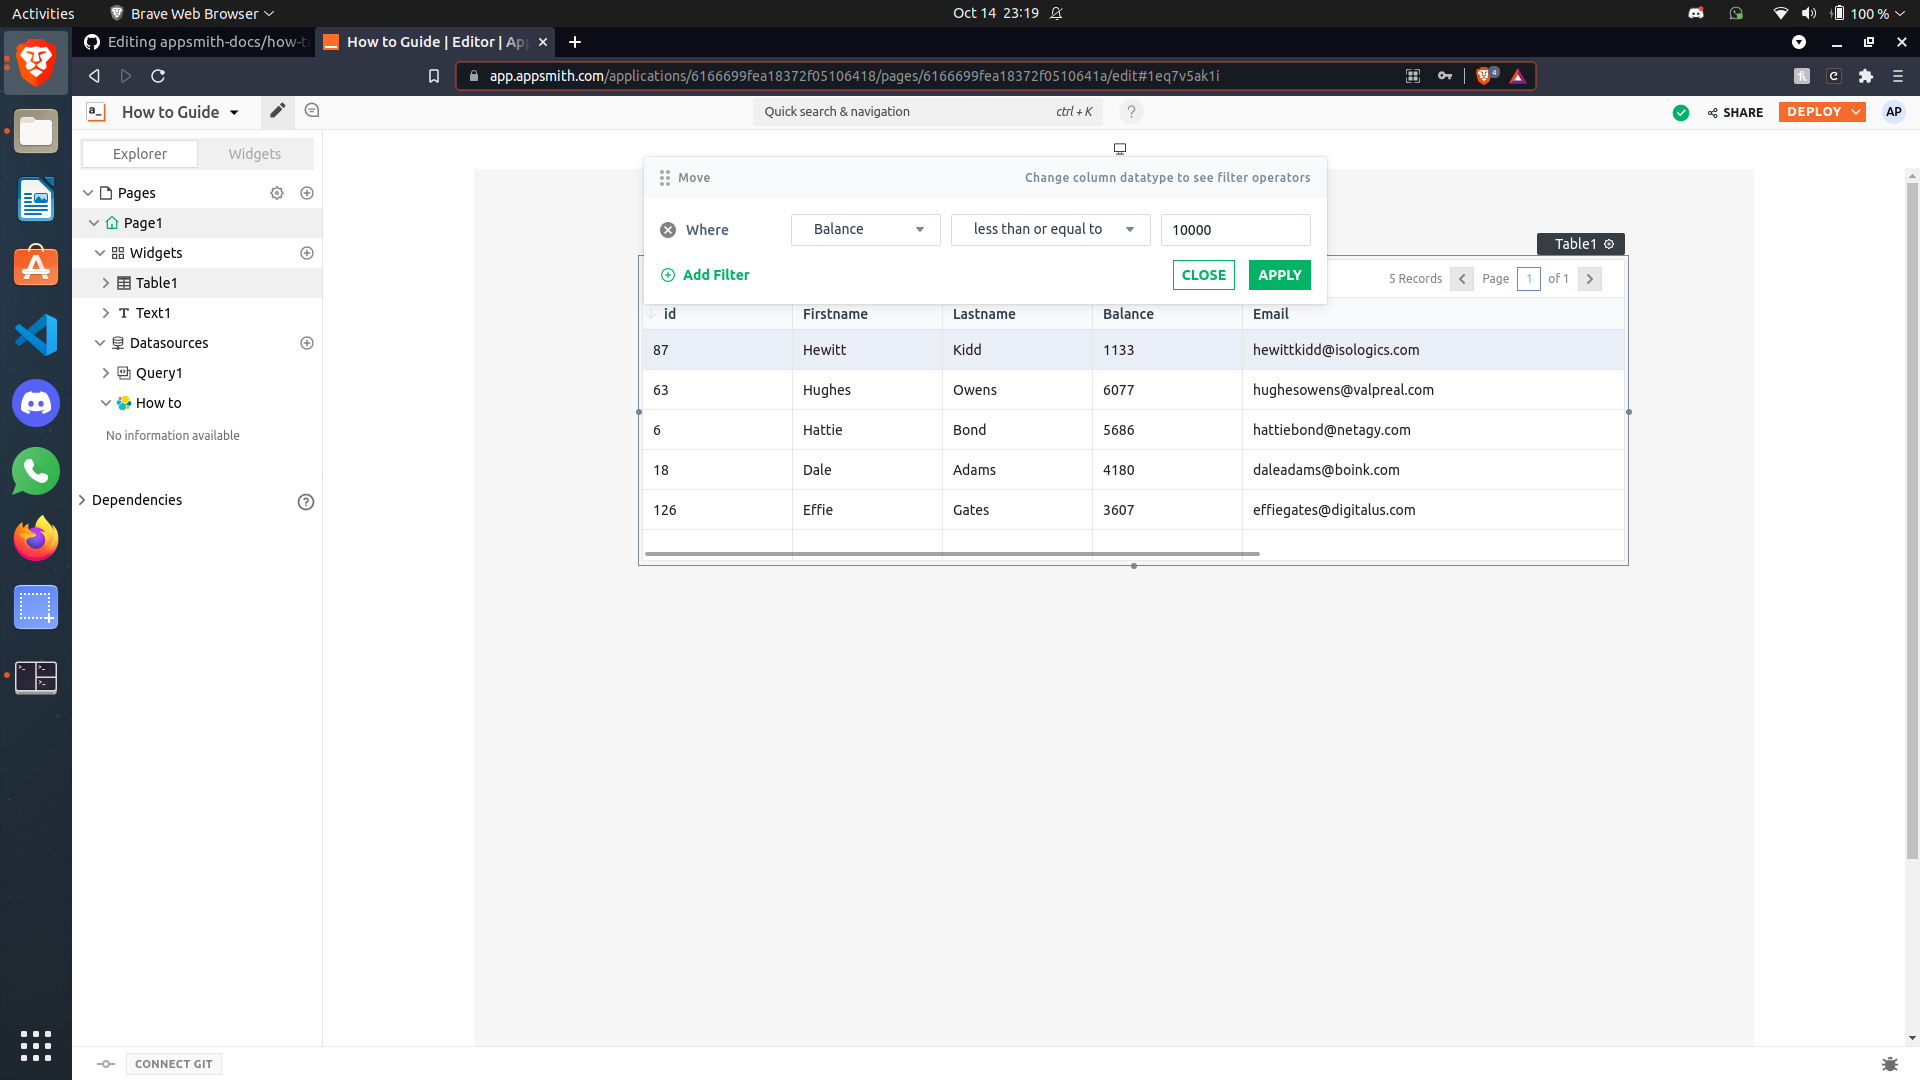 Activities
Brave Web Browser
Oct 14 23:19
100 %
Editing appsmith-docs/how-t
How to Guide | Editor | Ap
app.appsmith.com/applications/6166699fea18372f05106418/pages/6166699fea18372f0510641a/edit#1eq7v5ak1i
4
a_
How to Guide
Quick search & navigation
ctrl + K
?
SHARE
DEPLOY
AP
Explorer
Widgets
Pages
Page1
Widgets
Table1
Text1
Datasources
Query1
How to
No information available
Dependencies
?
Move
Change column datatype to see filter operators
Where
Balance
less than or equal to
10000
Add Filter
CLOSE
APPLY
Table1
5 Records
Page
1
of 1
id Firstname Lastname Balance Email
87 Hewitt Kidd 1133 hewittkidd@isologics.com
63 Hughes Owens 6077 hughesowens@valpreal.com
6 Hattie Bond 5686 hattiebond@netagy.com
18 Dale Adams 4180 daleadams@boink.com
126 Effie Gates 3607 effiegates@digitalus.com
CONNECT GIT